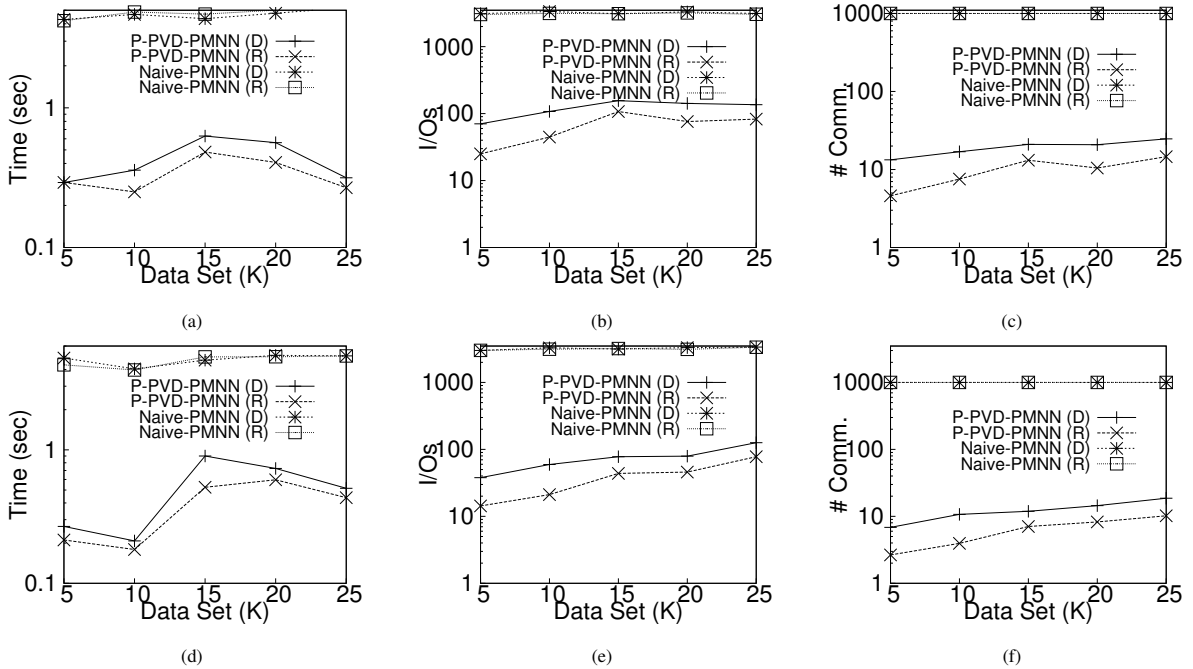 Time (sec)
1
0.1
P-PVD-PMNN (D)
P-PVD-PMNN (R)
Naive-PMNN (D)
Naive-PMNN (R)
5 10 15 20 25
Data Set (K)
(a)
I/Os
1000
100
10
1
P-PVD-PMNN (D)
P-PVD-PMNN (R)
Naive-PMNN (D)
Naive-PMNN (R)
5 10 15 20 25
Data Set (K)
(b)
# Comm.
1000
100
10
1
P-PVD-PMNN (D)
P-PVD-PMNN (R)
Naive-PMNN (D)
Naive-PMNN (R)
5 10 15 20 25
Data Set (K)
(c)
Time (sec)
1
0.1
P-PVD-PMNN (D)
P-PVD-PMNN (R)
Naive-PMNN (D)
Naive-PMNN (R)
5 10 15 20 25
Data Set (K)
(d)
I/Os
1000
100
10
1
P-PVD-PMNN (D)
P-PVD-PMNN (R)
Naive-PMNN (D)
Naive-PMNN (R)
5 10 15 20 25
Data Set (K)
(e)
# Comm.
1000
100
10
1
P-PVD-PMNN (D)
P-PVD-PMNN (R)
Naive-PMNN (D)
Naive-PMNN (R)
5 10 15 20 25
Data Set (K)
(f)